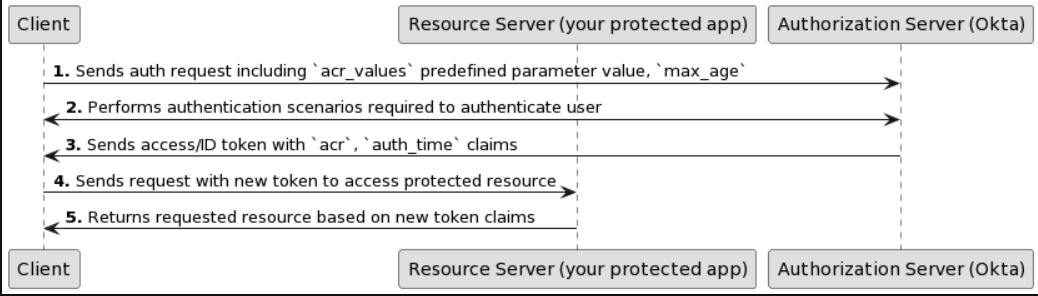 Client
Resource Server (your protected app)
Authorization Server (Okta)
1. Sends auth request including `acr_values` predefined parameter value, `max_age`
2. Performs authentication scenarios required to authenticate user
3. Sends access/ID token with `acr`, `auth_time` claims
4. Sends request with new token to access protected resource
5. Returns requested resource based on new token claims
Client
Resource Server (your protected app)
Authorization Server (Okta)